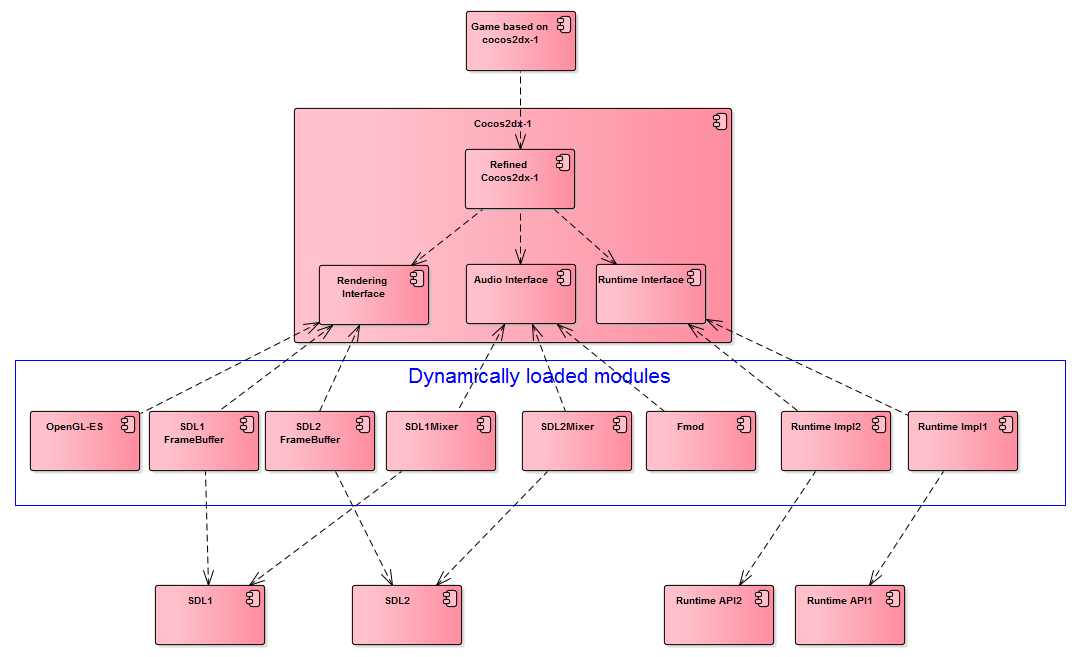 Game based on
cocos2dx-1
Cocos2dx-1
Refined
Cocos2dx-1
Rendering
Interface
Audio Interface
Runtime Interface
Dynamically loaded modules
OpenGL-ES
SDL1
FrameBuffer
SDL2
FrameBuffer
SDL1Mixer
SDL2Mixer
Fmod
Runtime Impl2
Runtime Impl1
SDL1
SDL2
Runtime API2
Runtime API1